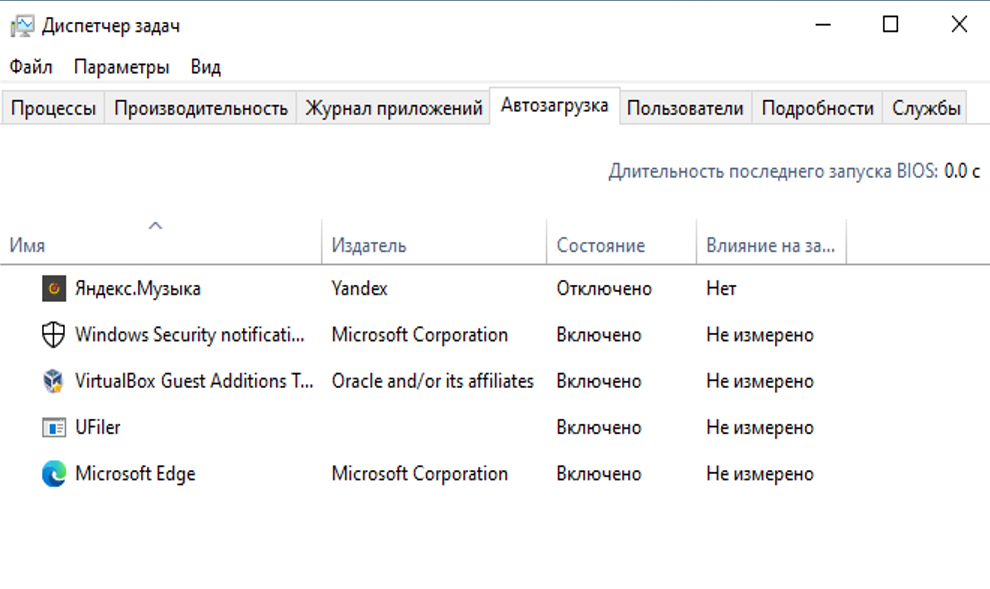 Диспетчер задач
Файл Параметры Вид
Процессы Производительность Журнал приложений Автозагрузка Пользователи Подробности Службы
Длительность последнего запуска BIOS: 0.0 с
Имя Издатель Состояние Влияние на за...
Яндекс.Музыка Yandex Отключено Нет
Windows Security notificati... Microsoft Corporation Включено Не измерено
VirtualBox Guest Additions T... Oracle and/or its affiliates Включено Не измерено
UFiler Включено Не измерено
Microsoft Edge Microsoft Corporation Включено Не измерено